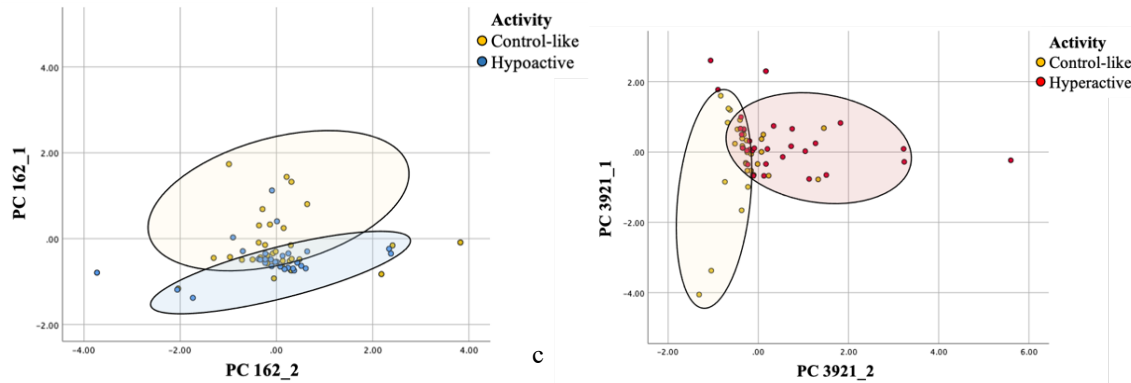 Activity
Control-like
Hypoactive
4.00
2.00
.00
−2.00
−4.00
−2.00
.00
2.00
4.00
PC 162_1
PC 162_2
c
Activity
Control-like
Hyperactive
2.00
.00
−2.00
−4.00
−2.00
.00
2.00
4.00
6.00
PC 3921_1
PC 3921_2